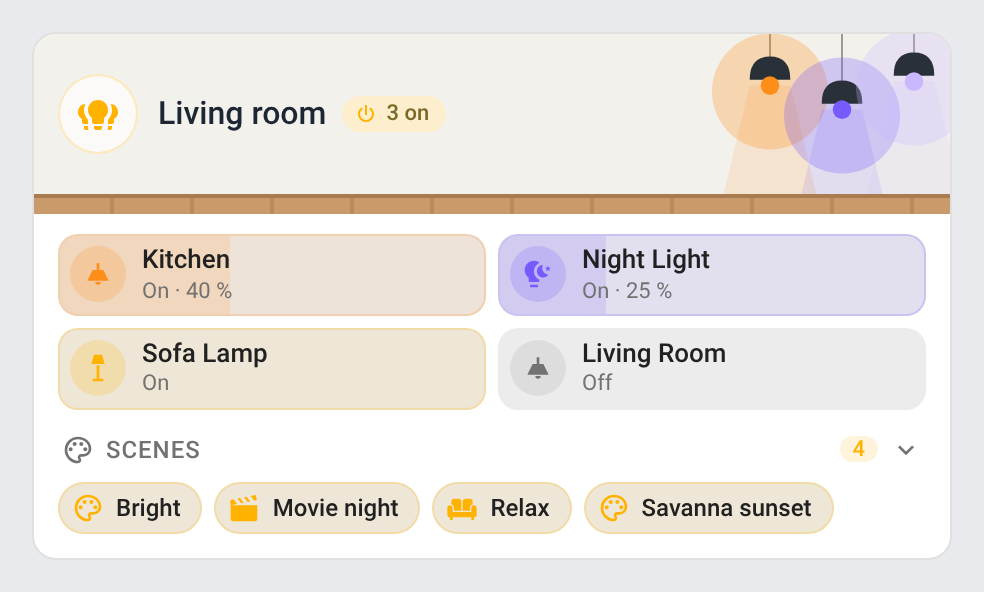 Living room
3 on
Kitchen
On · 40 %
Night Light
On · 25 %
Sofa Lamp
On
Living Room
Off
SCENES
4
Bright
Movie night
Relax
Savanna sunset